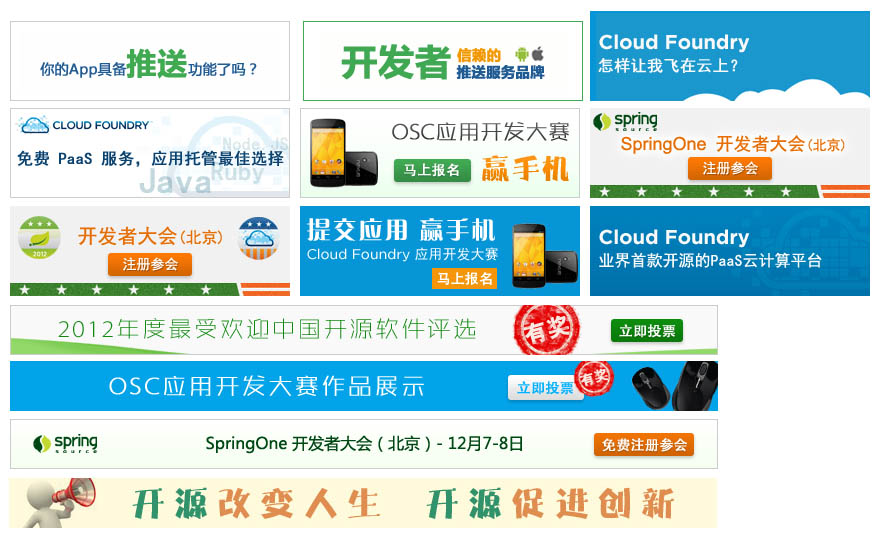 你的App具备推送功能了吗？
开发者
信赖的
推送服务品牌
Cloud Foundry
怎样让我飞在云上？
CLOUD FOUNDRY™
Node JS
免费 PaaS 服务，应用托管最佳选择
Java Ruby
OSC应用开发大赛
马上报名 赢手机
spring
source
SpringOne 开发者大会(北京)
注册参会
开发者大会(北京)
2012
注册参会
提交应用 赢手机
Cloud Foundry 应用开发大赛
马上报名
Cloud Foundry
业界首款开源的PaaS云计算平台
2012年度最受欢迎中国开源软件评选
有奖
立即投票
OSC应用开发大赛作品展示
立即投票
有奖
spring
source
SpringOne 开发者大会（北京）- 12月7-8日
免费注册参会
开源改变人生 开源促进创新